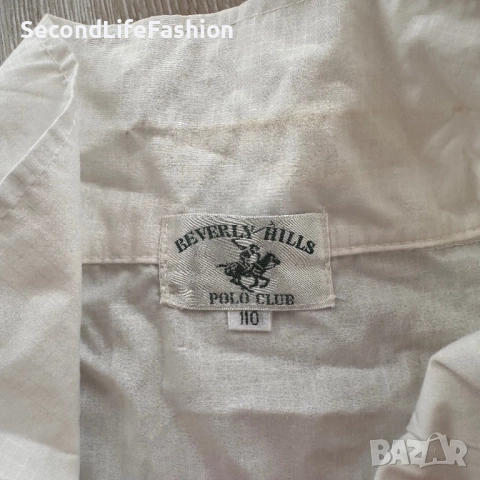 SecondLifeFashion
BEVERLY HILLS
POLO CLUB
110
BAZAR